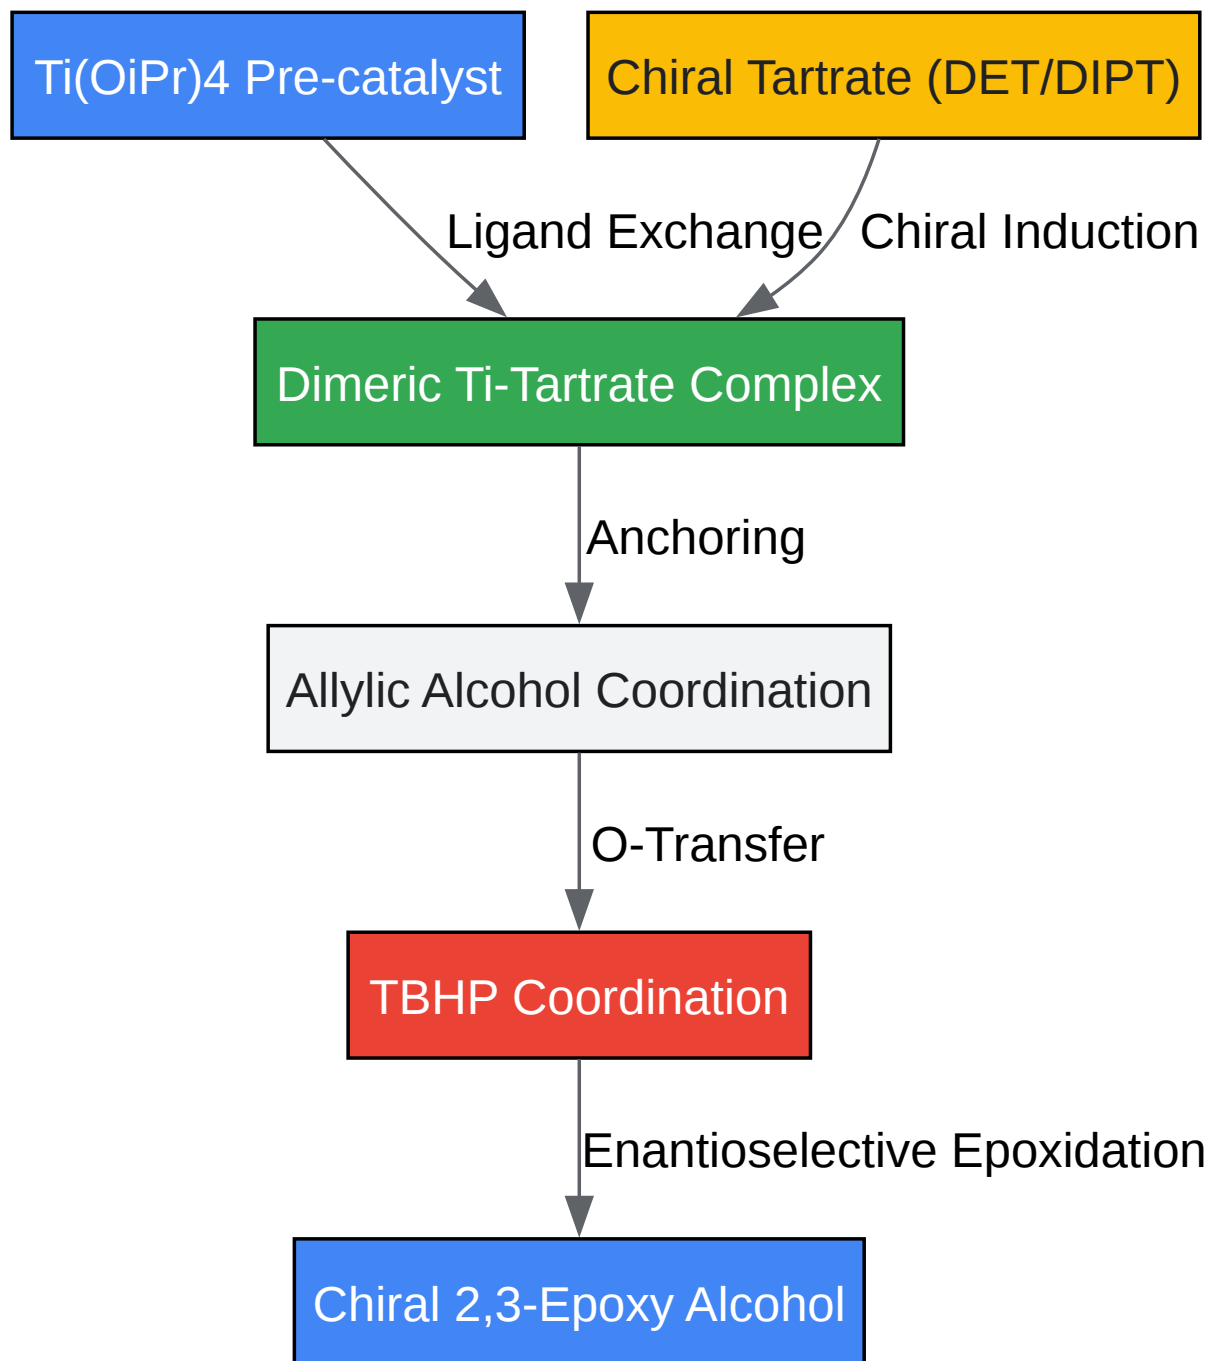 Ti(OiPr)4 Pre-catalyst
Chiral Tartrate (DET/DIPT)
Ligand Exchange
Chiral Induction
Dimeric Ti-Tartrate Complex
Anchoring
Allylic Alcohol Coordination
O-Transfer
TBHP Coordination
Enantioselective Epoxidation
Chiral 2,3-Epoxy Alcohol